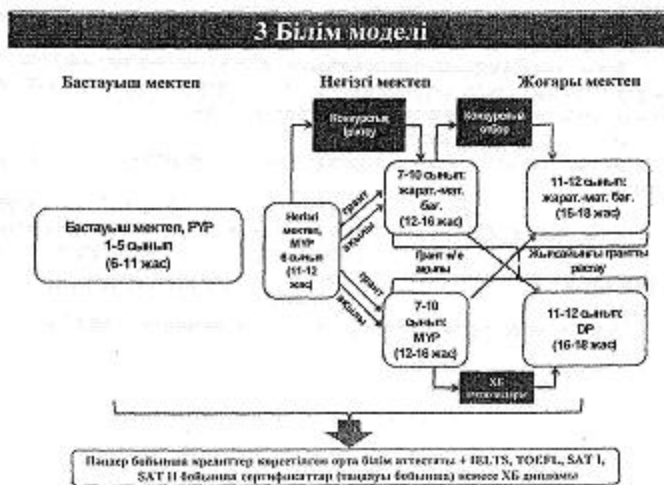 3 Білім моделі
Бастауыш мектеп
Негізгі мектеп
Жоғары мектеп
Конкурстық
іріктеу
Конкурсный
отбор
Бастауыш мектеп, PYP
1-5 сынып
(6-11 жас)
Негізгі
мектеп,
MYP
6 сынып
(11-12
жас)
грант
ақылы
грант
ақылы
7-10 сынып:
жарат.-мат.
бағ.
(12-16 жас)
11-12 сынып:
жарат.-мат. бағ.
(16-18 жас)
Грант н/е
ақылы
Жылсайынғы грантты
растау
7-10
сынып:
MYP
(12-16 жас)
11-12 сынып:
DP
(16-18 жас)
ХБ
Пәндер бойынша кредиттер көрсетілген орта білім аттестаты + IELTS, TOEFL, SAT I,
SAT II бойынша сертификаттар (таңдауы бойынша) немесе ХБ дипломы